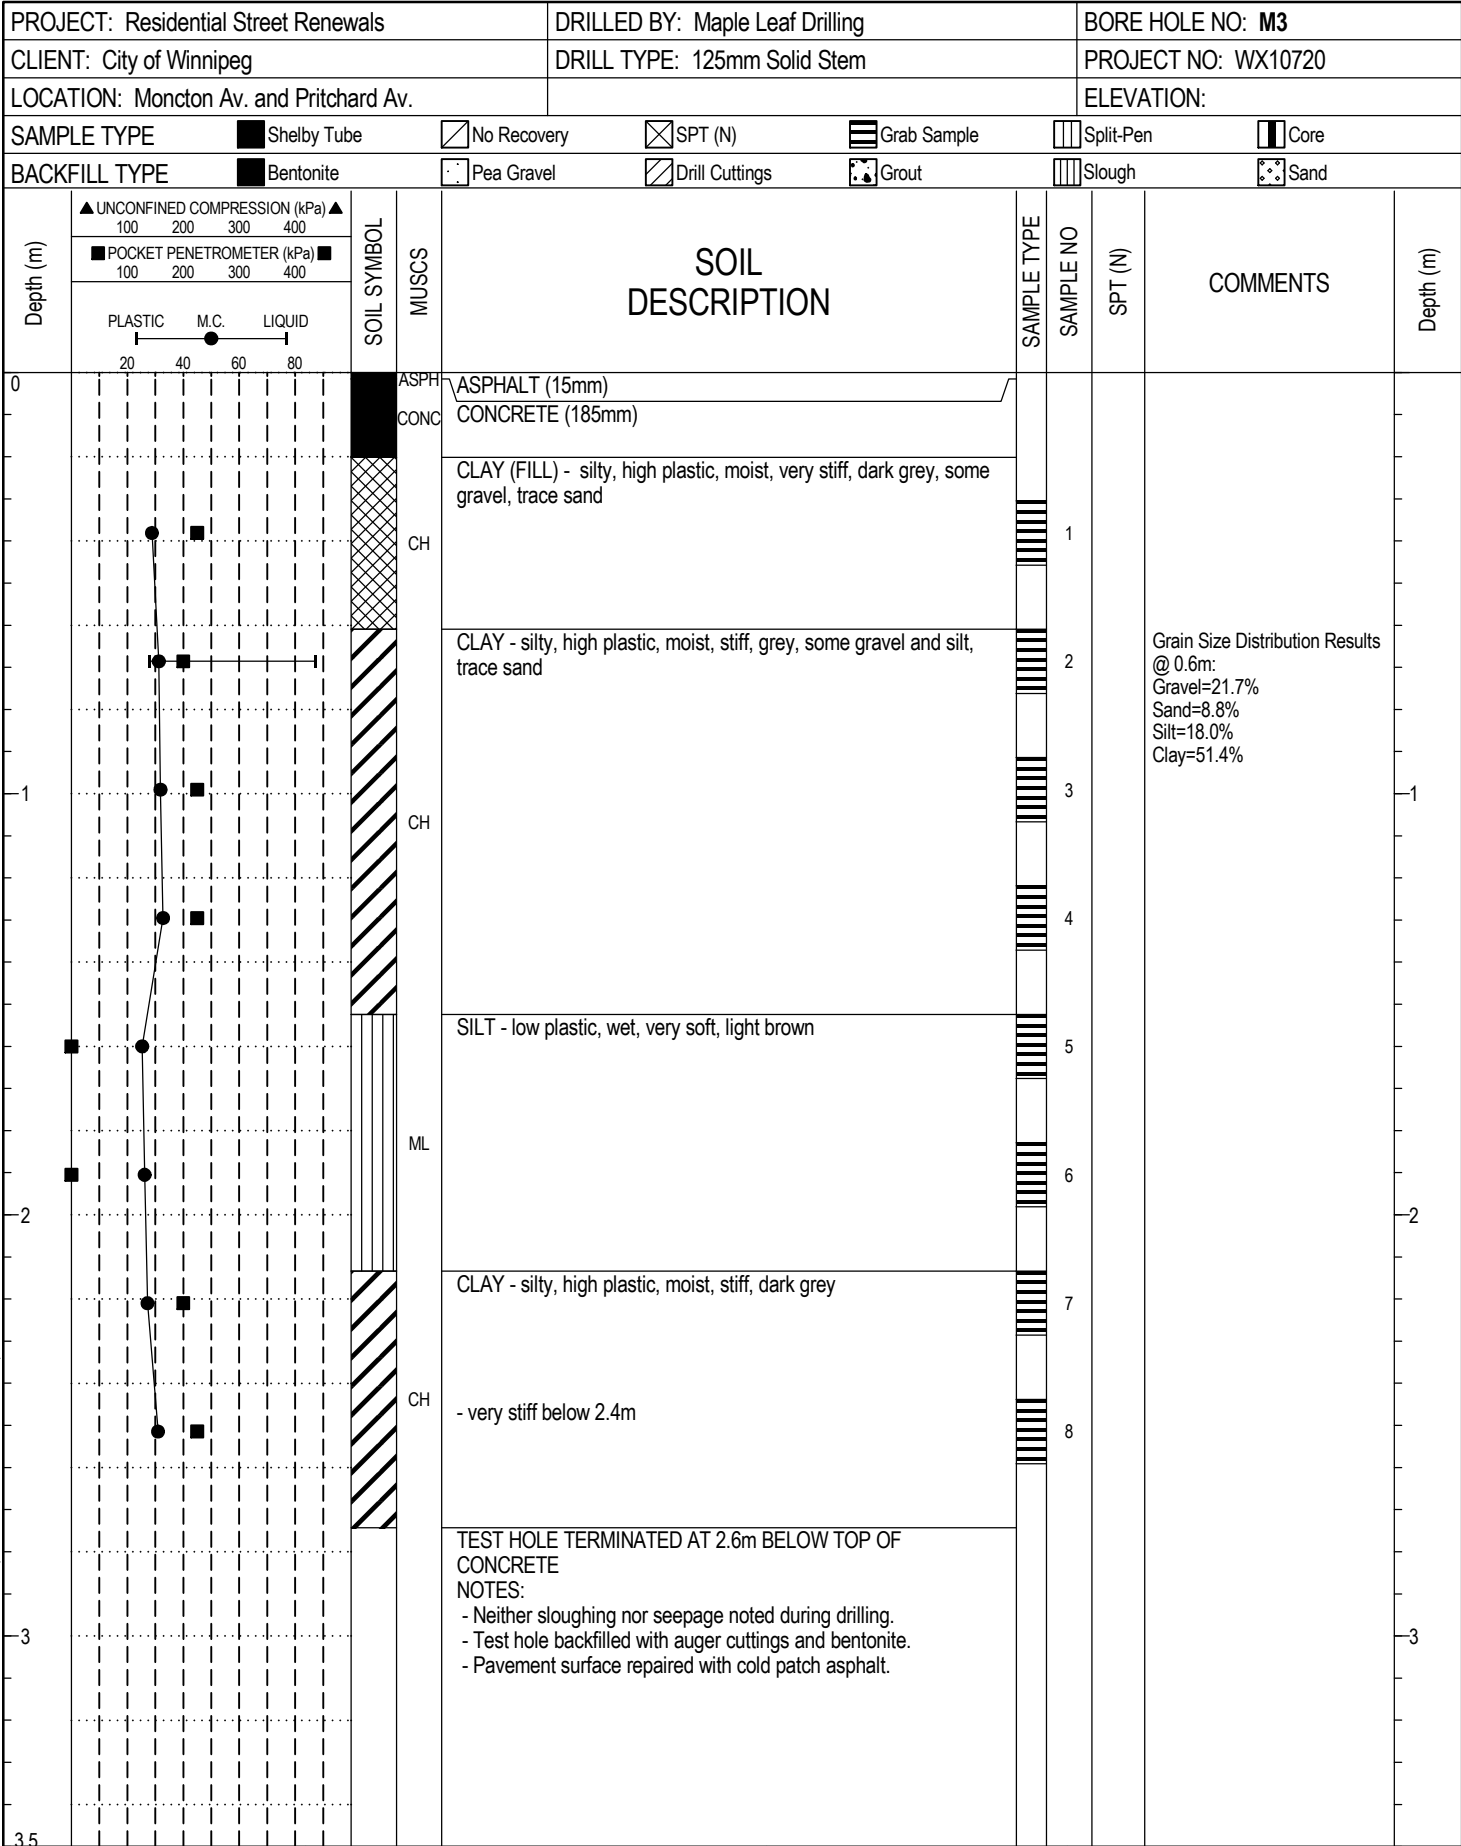 PROJECT: Residential Street Renewals
DRILLED BY: Maple Leaf Drilling
BORE HOLE NO: M3
CLIENT: City of Winnipeg
DRILL TYPE: 125mm Solid Stem
PROJECT NO: WX10720
LOCATION: Moncton Av. and Pritchard Av.
ELEVATION:
SAMPLE TYPE
Shelby Tube
No Recovery
SPT (N)
Grab Sample
Split-Pen
Core
BACKFILL TYPE
Bentonite
Pea Gravel
Drill Cuttings
Grout
Slough
Sand
Depth (m)
▲ UNCONFINED COMPRESSION (kPa) ▲
100 200 300 400
■ POCKET PENETROMETER (kPa) ■
100 200 300 400
PLASTIC M.C. LIQUID
20 40 60 80
SOIL SYMBOL
MUSCS
SOIL
DESCRIPTION
SAMPLE TYPE
SAMPLE NO
SPT (N)
COMMENTS
Depth (m)
0
ASPH
ASPHALT (15mm)
CONC
CONCRETE (185mm)
CLAY (FILL) - silty, high plastic, moist, very stiff, dark grey, some
gravel, trace sand
CH
1
CLAY - silty, high plastic, moist, stiff, grey, some gravel and silt,
trace sand
2
Grain Size Distribution Results
@ 0.6m:
Gravel=21.7%
Sand=8.8%
Silt=18.0%
Clay=51.4%
1
3
1
CH
4
SILT - low plastic, wet, very soft, light brown
5
ML
6
2
2
CLAY - silty, high plastic, moist, stiff, dark grey
7
CH
- very stiff below 2.4m
8
TEST HOLE TERMINATED AT 2.6m BELOW TOP OF
CONCRETE
NOTES:
- Neither sloughing nor seepage noted during drilling.
- Test hole backfilled with auger cuttings and bentonite.
- Pavement surface repaired with cold patch asphalt.
3
3
3.5